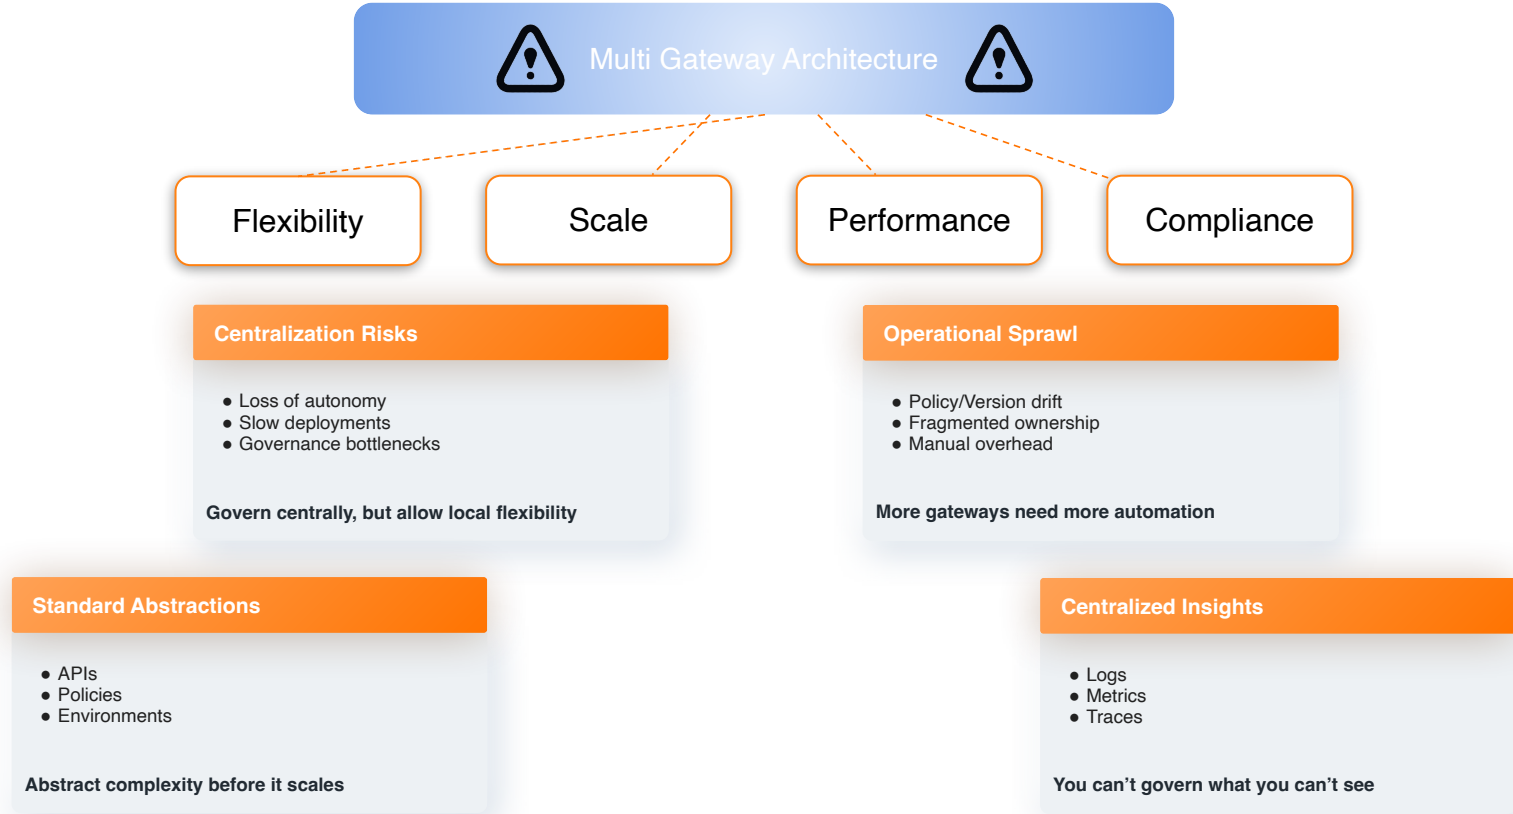 Multi Gateway Architecture
Flexibility
Scale
Performance
Compliance
Centralization Risks
● Loss of autonomy
● Slow deployments
● Governance bottlenecks
Govern centrally, but allow local flexibility
Operational Sprawl
● Policy/Version drift
● Fragmented ownership
● Manual overhead
More gateways need more automation
Standard Abstractions
● APIs
● Policies
● Environments
Abstract complexity before it scales
Centralized Insights
● Logs
● Metrics
● Traces
You can’t govern what you can’t see